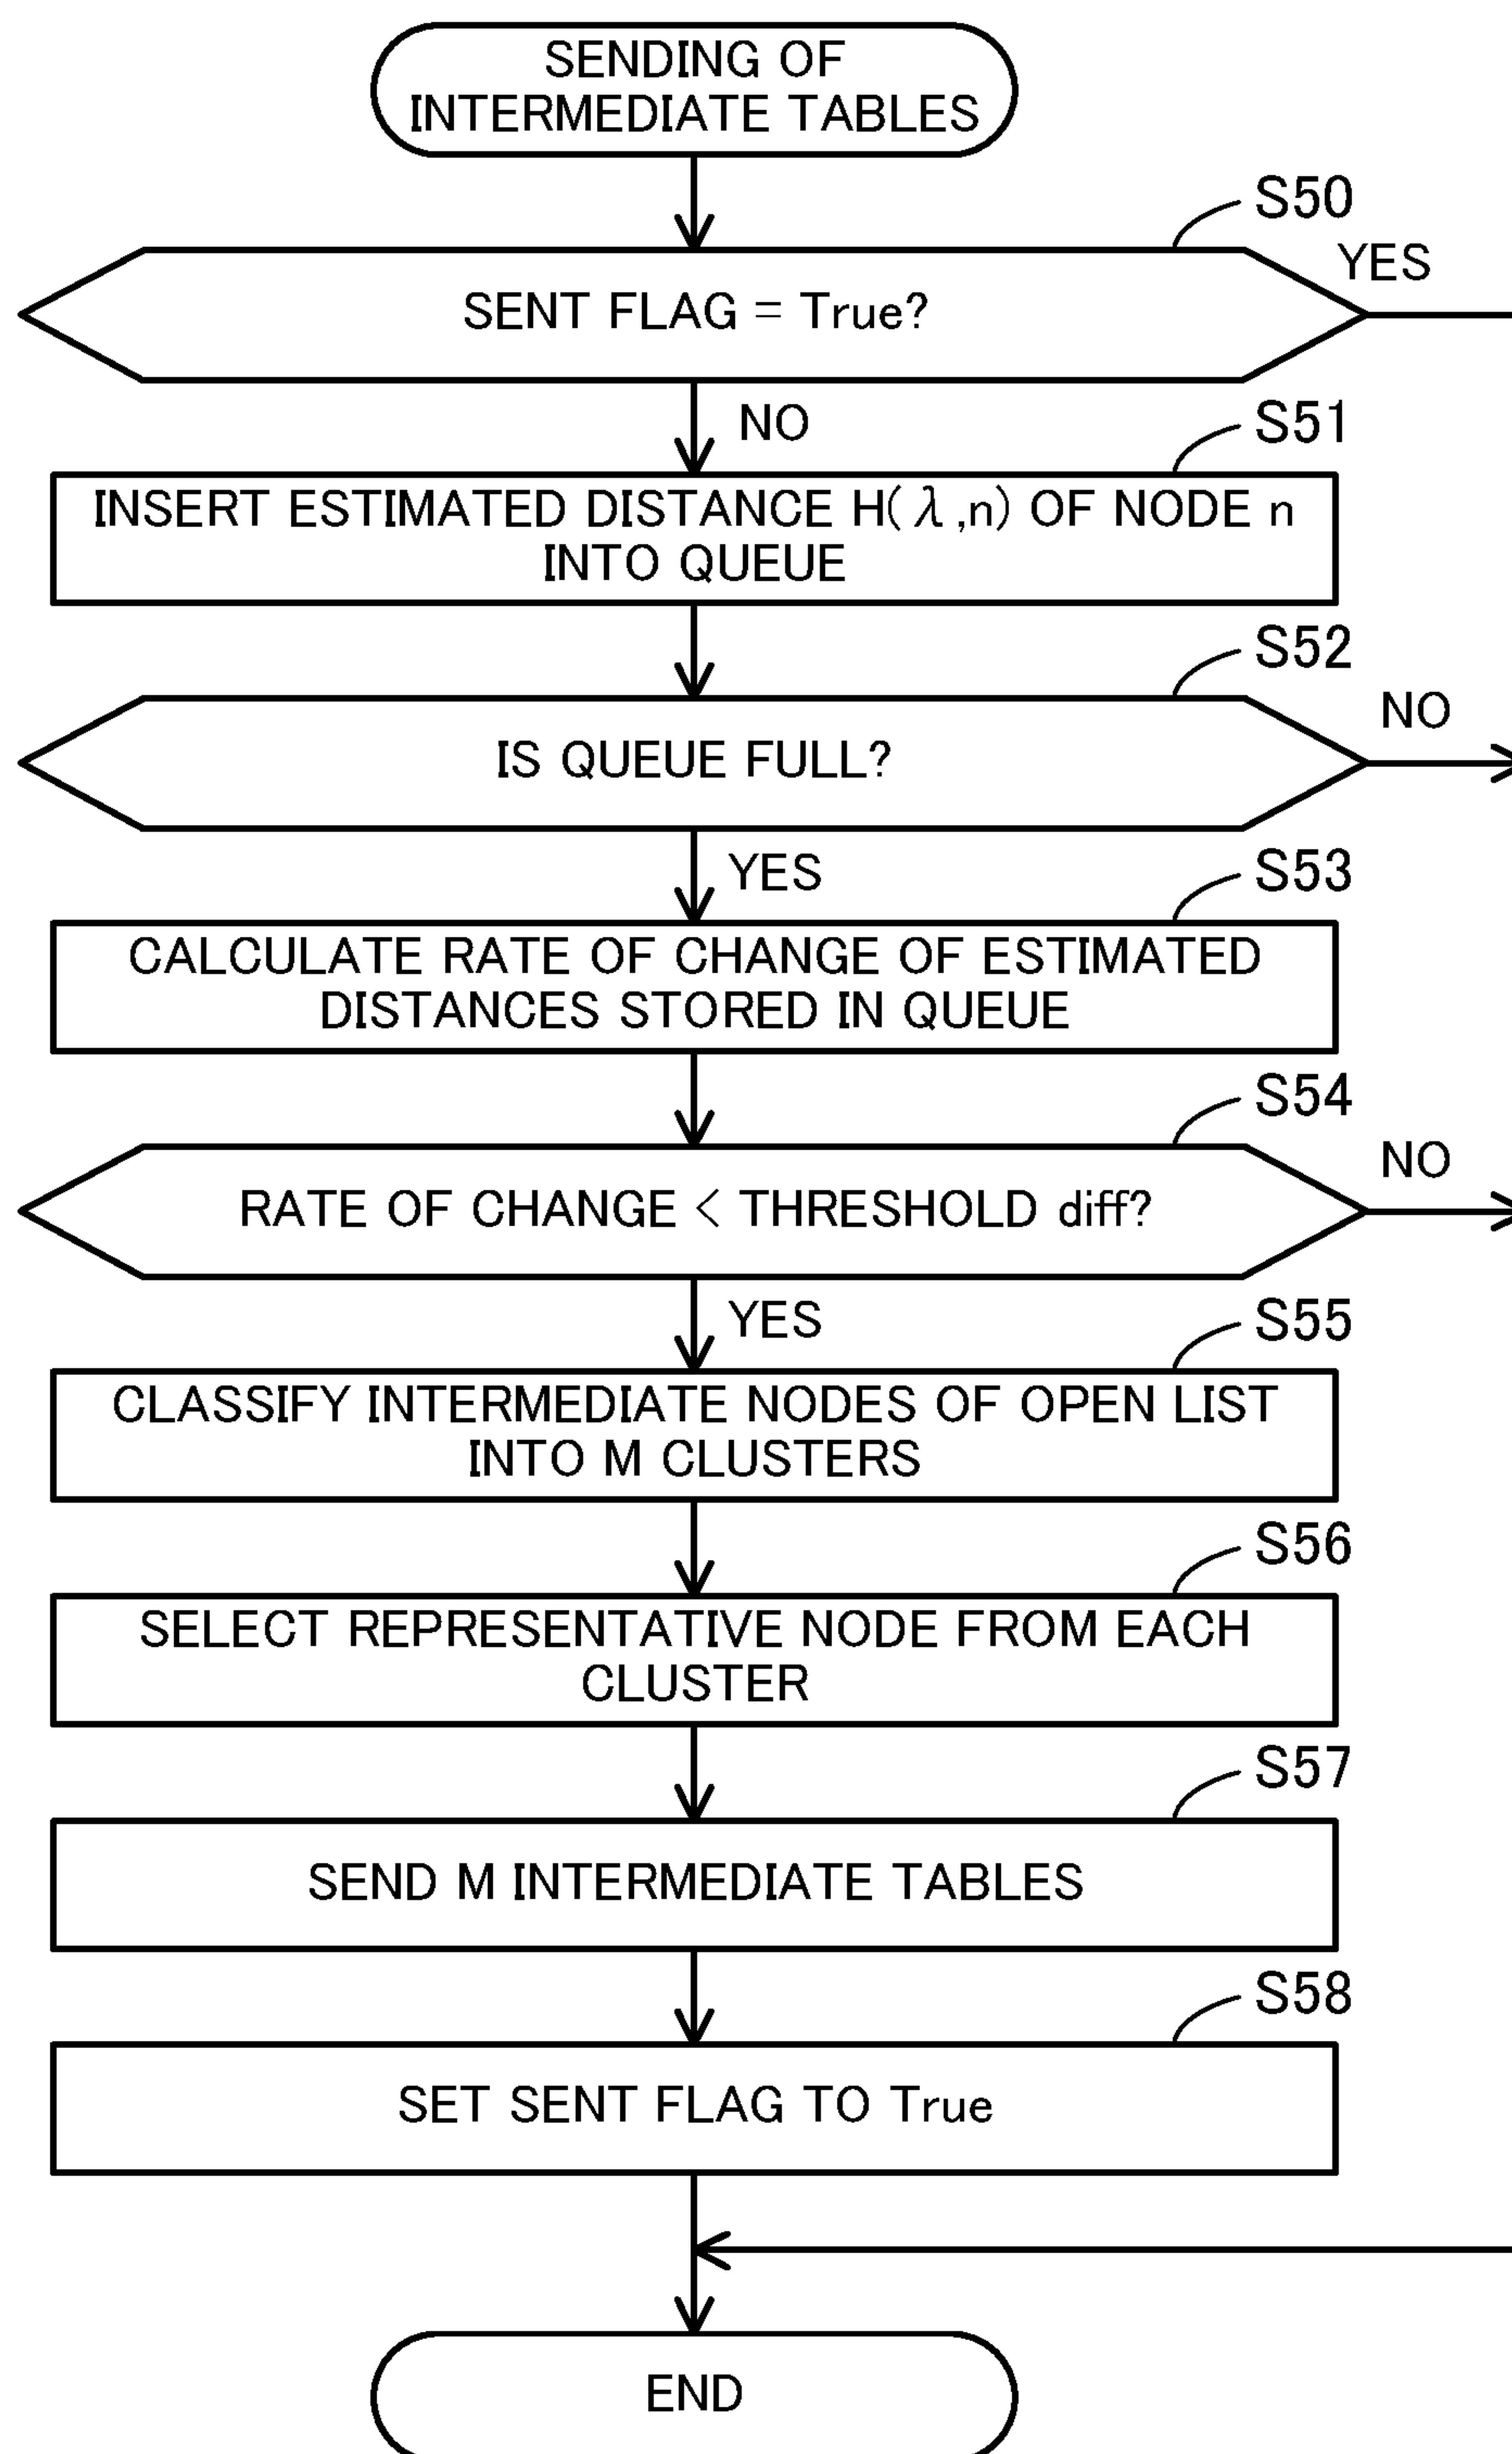 SENDING OF
INTERMEDIATE TABLES
S50
YES
SENT FLAG = True?
NO
S51
INSERT ESTIMATED DISTANCE H(λ,n) OF NODE n
INTO QUEUE
S52
NO
IS QUEUE FULL?
YES
S53
CALCULATE RATE OF CHANGE OF ESTIMATED
DISTANCES STORED IN QUEUE
S54
NO
RATE OF CHANGE < THRESHOLD diff?
YES
S55
CLASSIFY INTERMEDIATE NODES OF OPEN LIST
INTO M CLUSTERS
S56
SELECT REPRESENTATIVE NODE FROM EACH
CLUSTER
S57
SEND M INTERMEDIATE TABLES
S58
SET SENT FLAG TO True
END